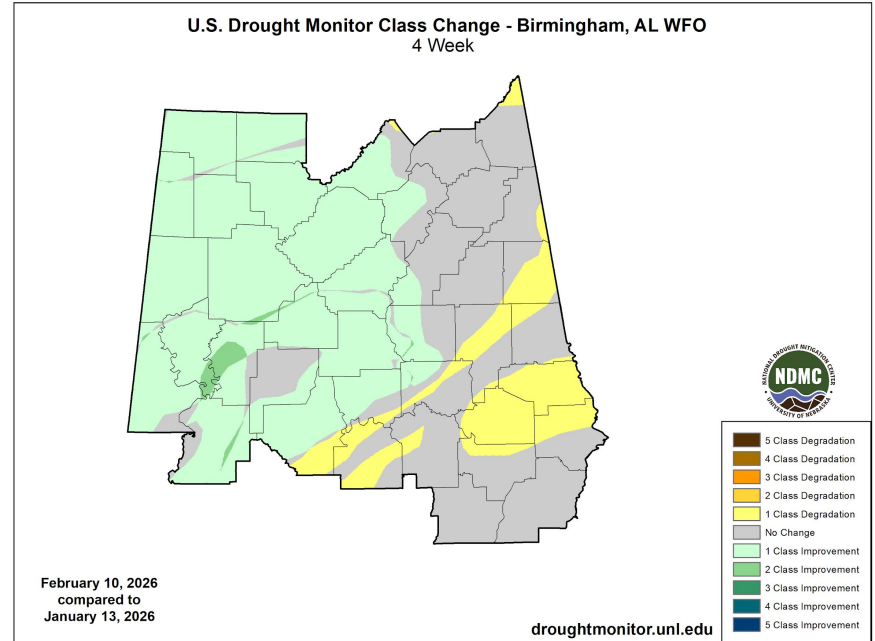 U.S. Drought Monitor Class Change - Birmingham, AL WFO
4 Week
NATIONAL DROUGHT MITIGATION CENTER
NDMC
UNIVERSITY OF NEBRASKA
5 Class Degradation
4 Class Degradation
3 Class Degradation
2 Class Degradation
1 Class Degradation
No Change
1 Class Improvement
2 Class Improvement
3 Class Improvement
4 Class Improvement
5 Class Improvement
February 10, 2026
compared to
January 13, 2026
droughtmonitor.unl.edu